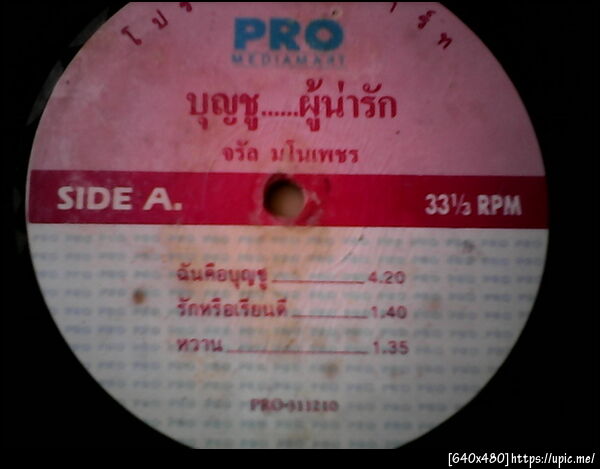 PRO
MEDIAMART
บุญชู......ผู้น่ารัก
จรัล มโนเพชร
SIDE A.
33⅓ RPM
ฉันคือบุญชู 4.20
รักหรือเรียนดี 1.40
หวาน 1.35
PRO-311210
[640x480]https://upic.me/